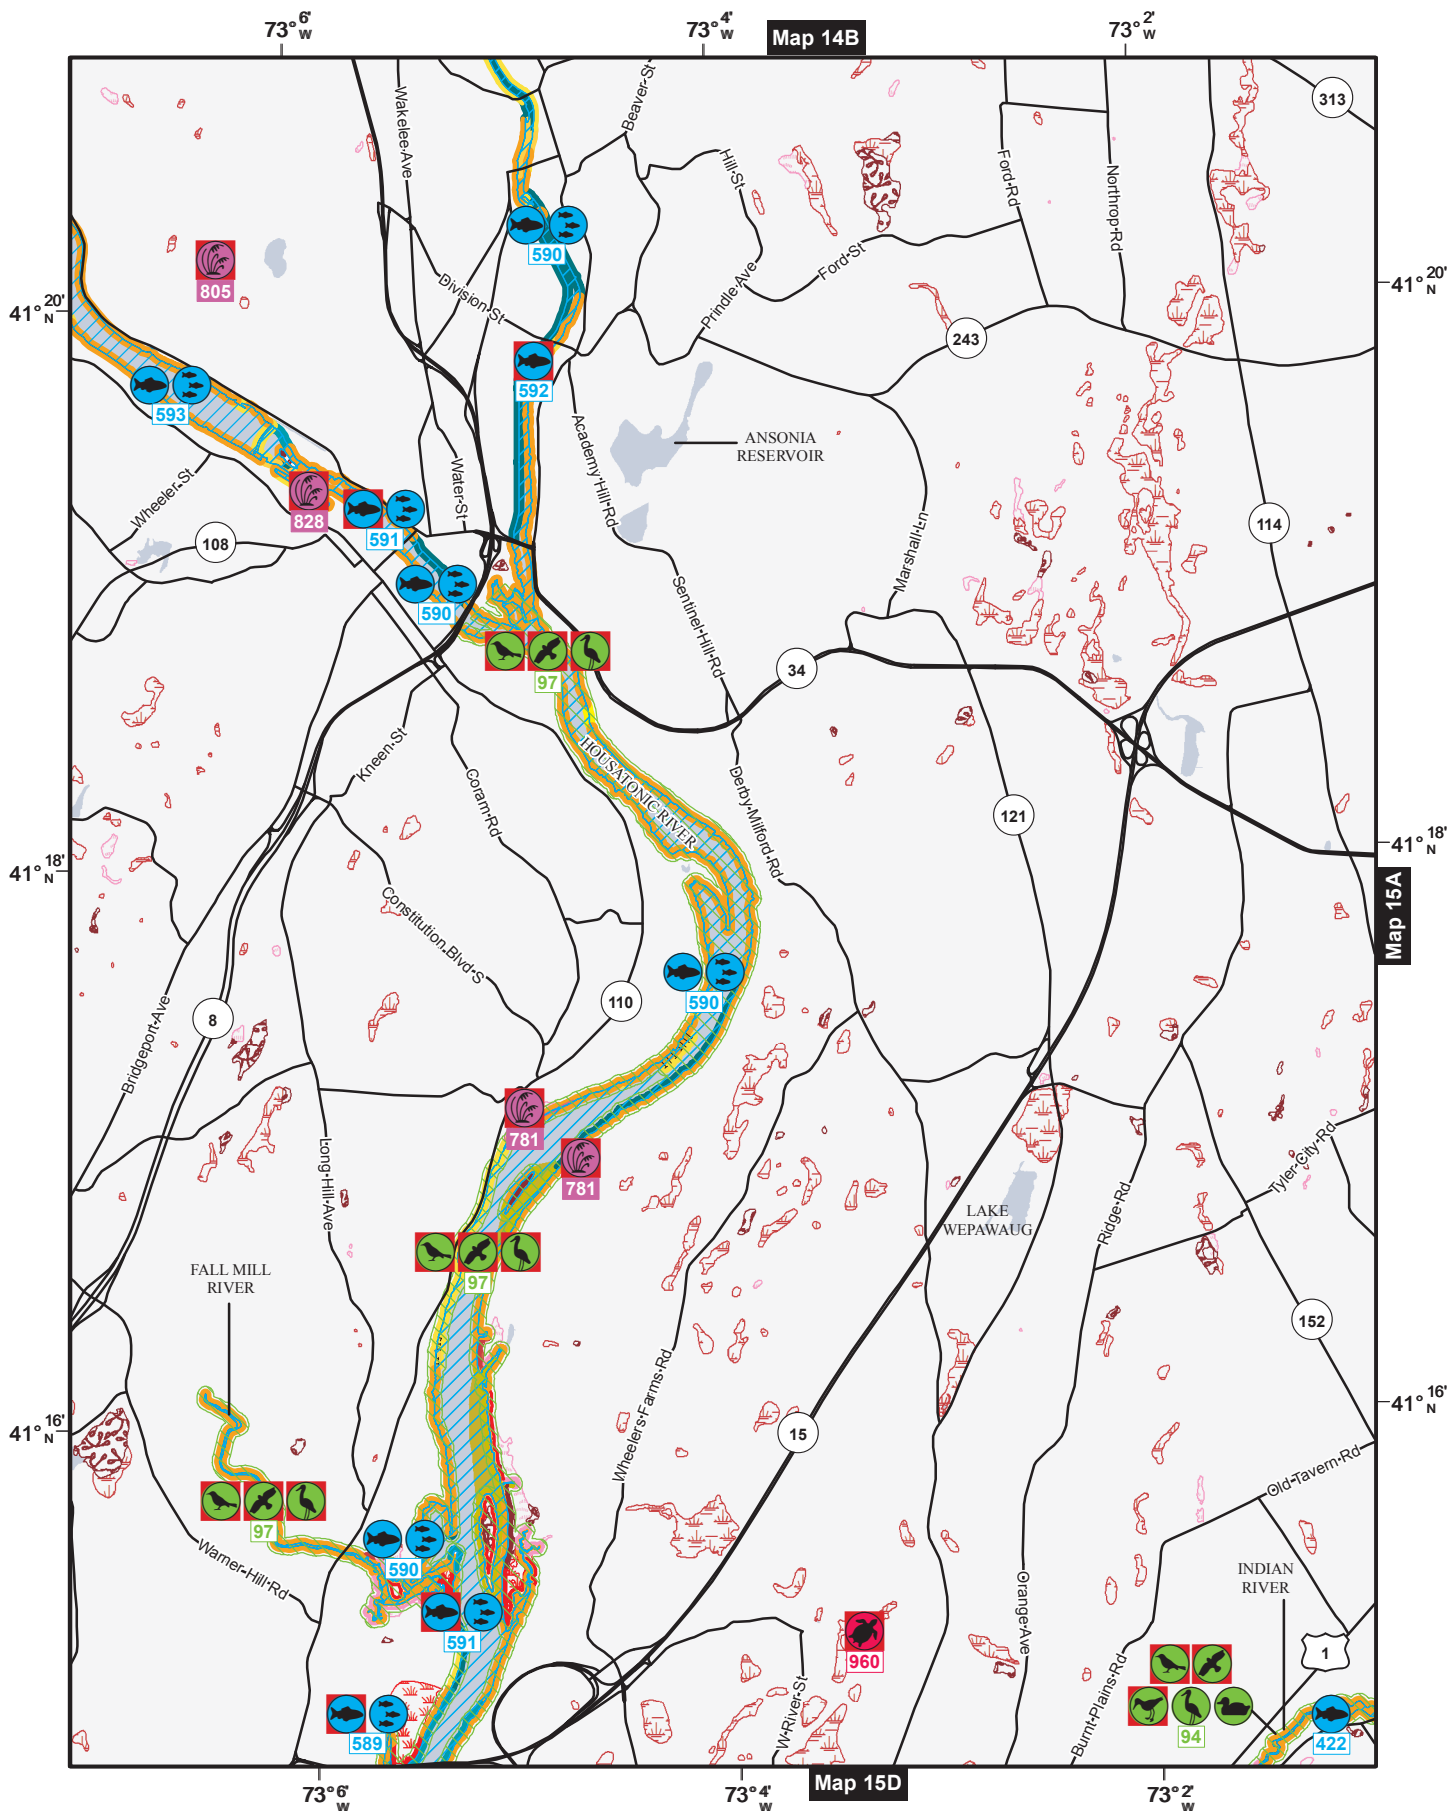 73° 6' W
73° 4' W
Map 14B
73° 2' W
313
Wakelee Ave
Beaver St
Hill St
Ford Rd
Northrop Rd
590
805
Ford St
Prindle Ave
Division St
41° 20' N
41° 20' N
243
592
593
Academy Hill Rd
ANSONIA
RESERVOIR
Wheeler St
Water St
828
591
108
114
590
Marshall Ln
Sentinel Hill Rd
34
97
HOUSATONIC RIVER
Kneen St
Coram Rd
Derby Milford Rd
121
41° 18' N
41° 18' N
Map 15A
Constitution Blvd S
590
110
8
Bridgeport Ave
781
781
Long Hill Ave
Tyler City Rd
Ridge Rd
LAKE
WEPAWAUG
97
FALL MILL
RIVER
152
Wheelers Farms Rd
41° 16' N
41° 16' N
15
Old Tavern Rd
97
590
Warner Hill Rd
Orange Ave
INDIAN
RIVER
591
960
1
W River St
Burnt Plains Rd
589
94
422
73° 6' W
73° 4' W
Map 15D
73° 2' W